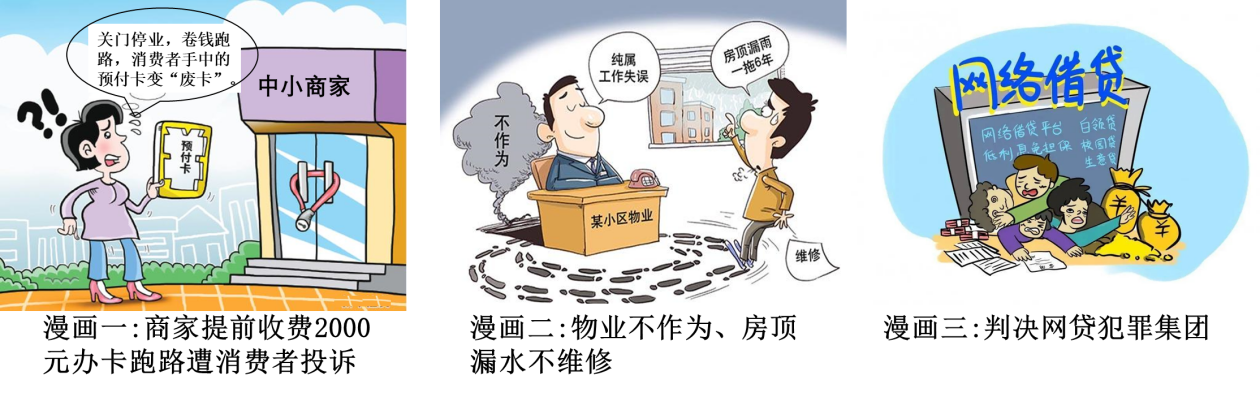 关门停业，卷钱跑
路，消费者手中的
预付卡变“废卡”。
?!
预付卡
中小商家
漫画一:商家提前收费2000
元办卡跑路遭消费者投诉
不作为
纯属
工作失误
房顶漏雨
一拖6年
某小区物业
维修
漫画二:物业不作为、房顶
漏水不维修
网络借贷
网络借贷平台 白领贷
低利息免担保 校园贷
生意贷
¥
¥
漫画三:判决网贷犯罪集团